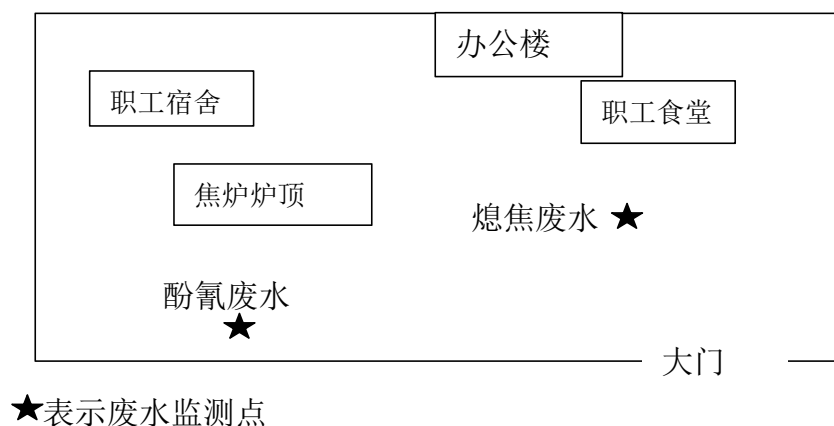 办公楼
职工宿舍
职工食堂
焦炉炉顶
熄焦废水 ★
酚氰废水
★
大门
★表示废水监测点